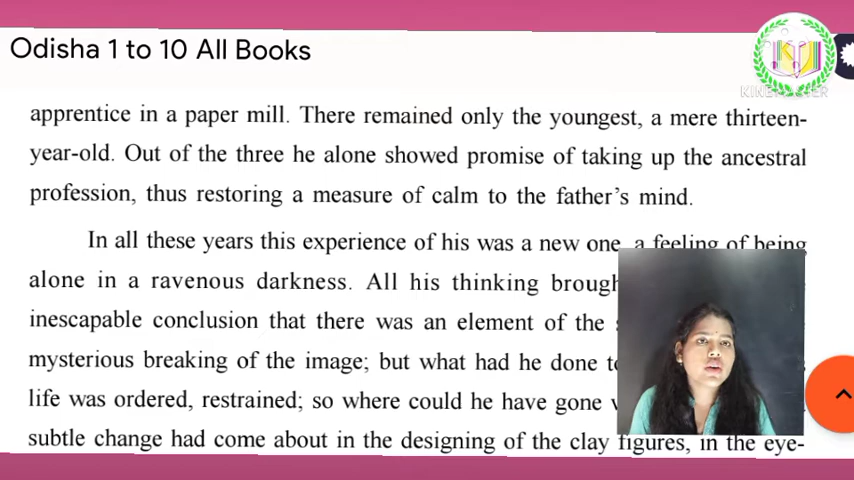 Odisha 1 to 10 All Books
KINEMASTER
apprentice in a paper mill. There remained only the youngest, a mere thirteen-
year-old. Out of the three he alone showed promise of taking up the ancestral
profession, thus restoring a measure of calm to the father's mind.
In all these years this experience of his was a new one, a feeling of being
alone in a ravenous darkness. All his thinking brough
inescapable conclusion that there was an element of the
mysterious breaking of the image; but what had he done
life was ordered, restrained; so where could he have gone
subtle change had come about in the designing of the clay figures, in the eye-